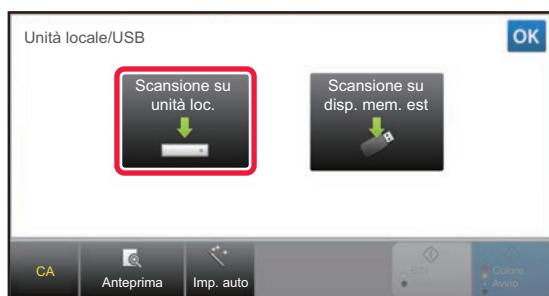 Unità locale/USB
OK
Scansione su
unità loc.
Scansione su
disp. mem. est
CA
Anteprima
Imp. auto
B/N
Colore
Avvio